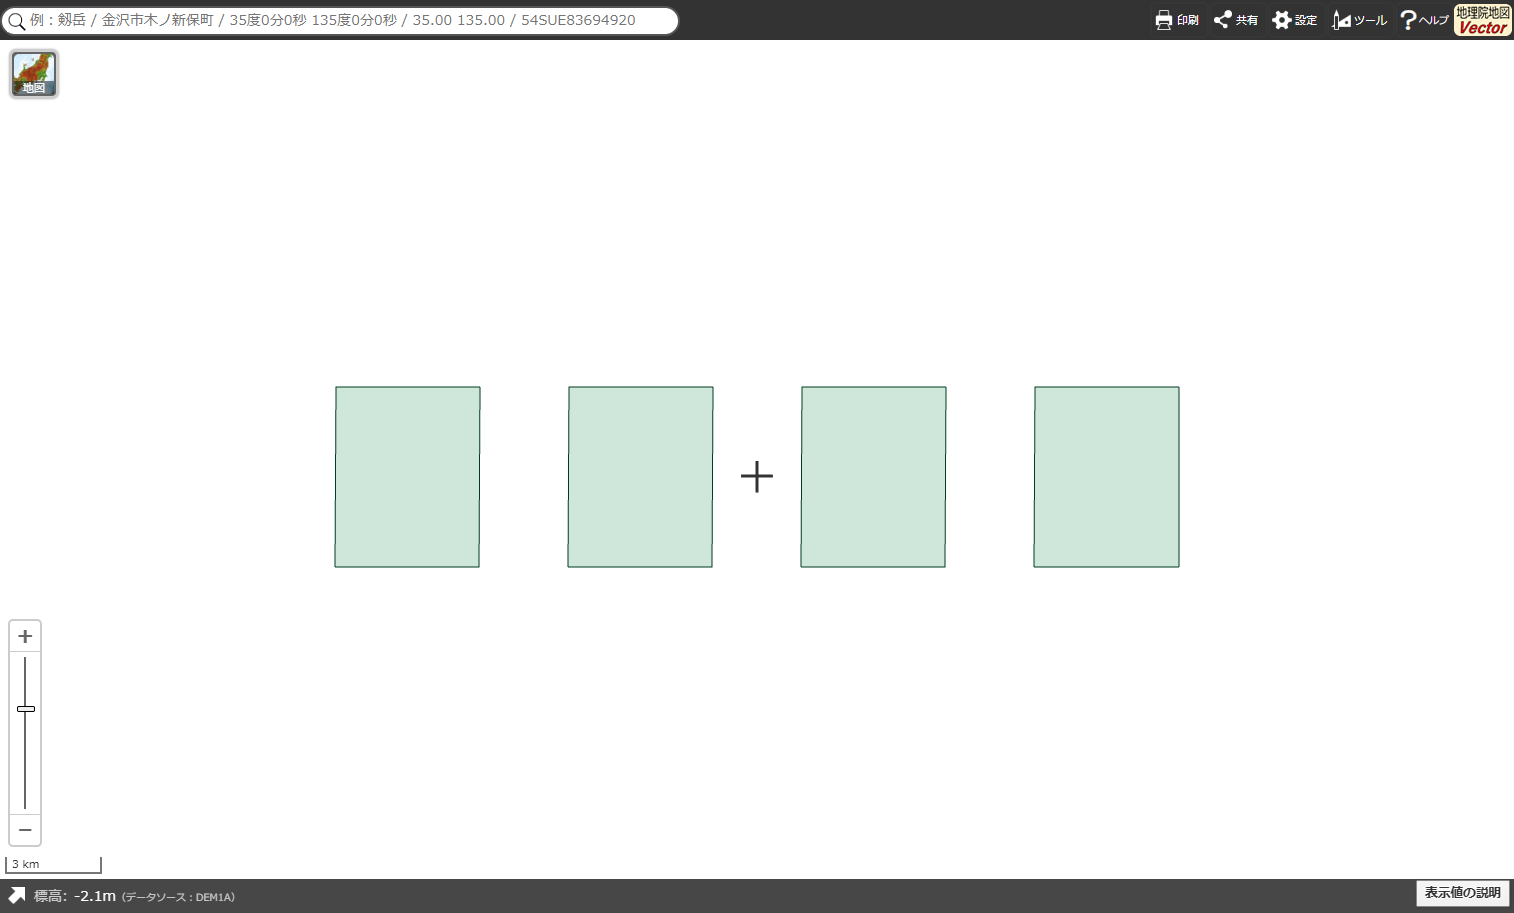 例：剱岳 / 金沢市木ノ新保町 / 35度0分0秒 135度0分0秒 / 35.00 135.00 / 54SUE83694920
印刷 共有 設定 ツール ヘルプ
地理院地図
Vector
地図
3 km
標高: -2.1m（データソース：DEM1A）
表示値の説明